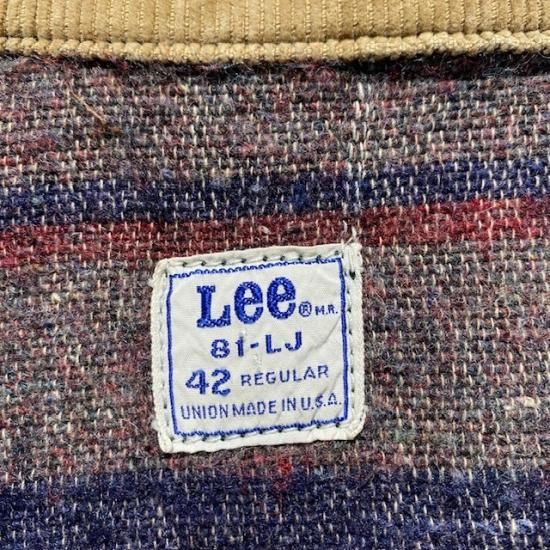 Lee® M.R.
81-LJ
42 REGULAR
UNION MADE IN U.S.A.